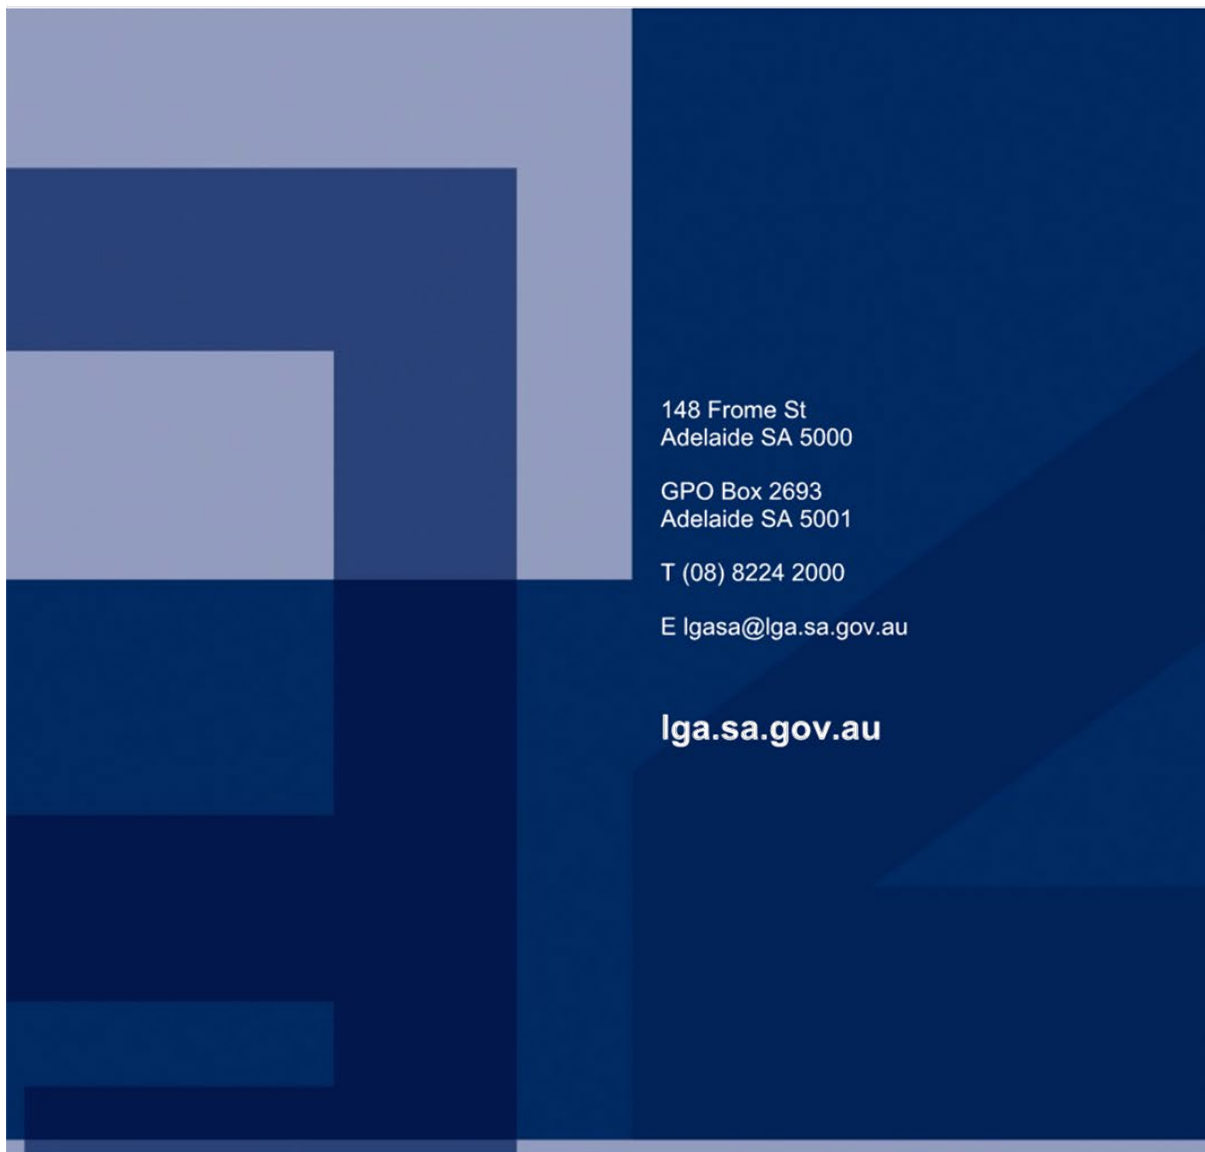 148 Frome St
Adelaide SA 5000
GPO Box 2693
Adelaide SA 5001
T (08) 8224 2000
E lgasa@lga.sa.gov.au
lga.sa.gov.au